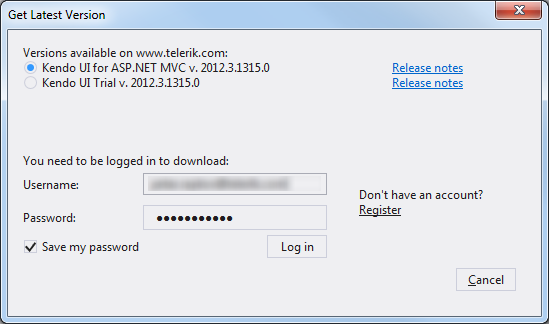 Get Latest Version
Versions available on www.telerik.com:
Kendo UI for ASP.NET MVC v. 2012.3.1315.0 Release notes
Kendo UI Trial v. 2012.3.1315.0 Release notes
You need to be logged in to download:
Username:
Don't have an account?
Register
Password:
Save my password
Log in
Cancel